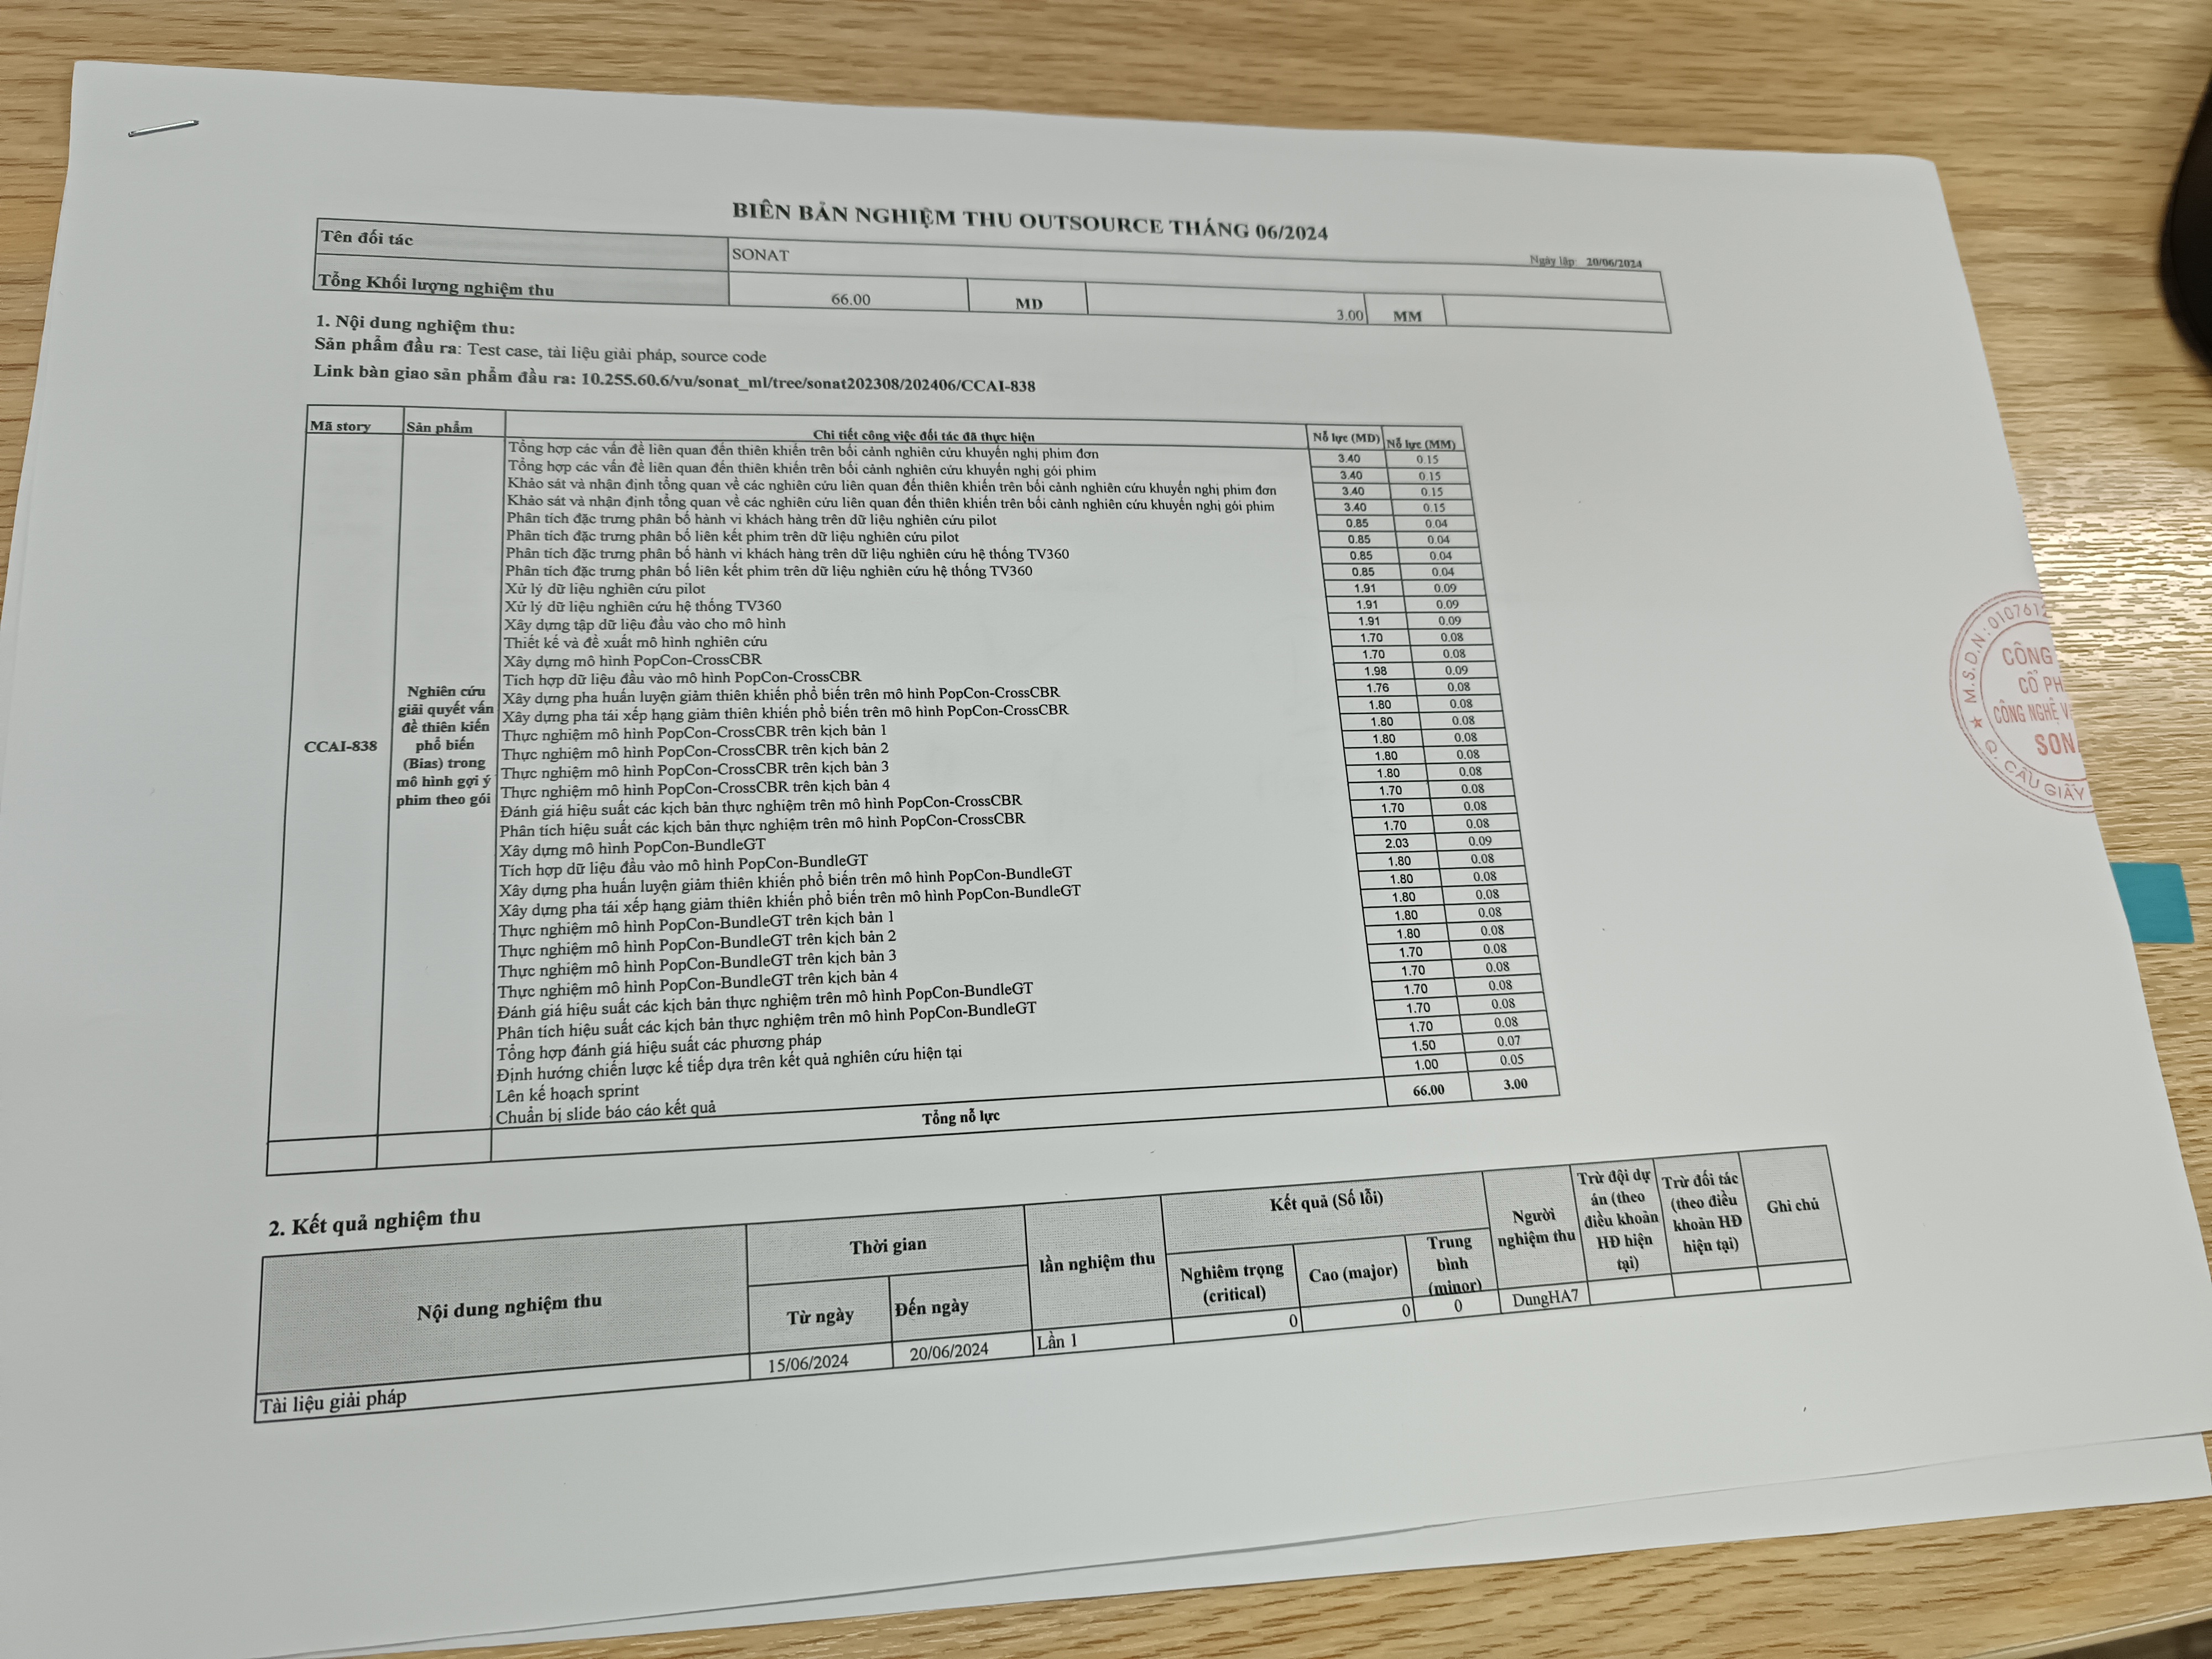 BIÊN BẢN NGHIỆM THU OUTSOURCE THÁNG 06/2024
Ngày lập 20/06/2024
Tên đối tác SONAT
Tổng Khối lượng nghiệm thu 66.00 MD 3.00 MM
1. Nội dung nghiệm thu:
Sản phẩm đầu ra: Test case, tài liệu giải pháp, source code
Link bàn giao sản phẩm đầu ra: 10.255.60.6/vu/sonat_ml/tree/sonat202308/202406/CCAI-838
Mã story Sản phẩm Chi tiết công việc đối tác đã thực hiện Nỗ lực (MD) Nỗ lực (MM)
CCAI-838
Nghiên cứu
giải quyết vấn
đề thiên kiến
phổ biến
(Bias) trong
mô hình gợi ý
phim theo gói
Tổng hợp các vấn đề liên quan đến thiên khiến trên bối cảnh nghiên cứu khuyến nghị phim đơn 3.40 0.15
Tổng hợp các vấn đề liên quan đến thiên khiến trên bối cảnh nghiên cứu khuyến nghị gói phim 3.40 0.15
Khảo sát và nhận định tổng quan về các nghiên cứu liên quan đến thiên khiến trên bối cảnh nghiên cứu khuyến nghị phim đơn 3.40 0.15
Khảo sát và nhận định tổng quan về các nghiên cứu liên quan đến thiên khiến trên bối cảnh nghiên cứu khuyến nghị gói phim 3.40 0.15
Phân tích đặc trưng phân bố hành vi khách hàng trên dữ liệu nghiên cứu pilot 0.85 0.04
Phân tích đặc trưng phân bố liên kết phim trên dữ liệu nghiên cứu pilot 0.85 0.04
Phân tích đặc trưng phân bố hành vi khách hàng trên dữ liệu nghiên cứu hệ thống TV360 0.85 0.04
Phân tích đặc trưng phân bố liên kết phim trên dữ liệu nghiên cứu hệ thống TV360 0.85 0.04
Xử lý dữ liệu nghiên cứu pilot 1.91 0.09
Xử lý dữ liệu nghiên cứu hệ thống TV360 1.91 0.09
Xây dựng tập dữ liệu đầu vào cho mô hình 1.91 0.09
Thiết kế và đề xuất mô hình nghiên cứu 1.70 0.08
Xây dựng mô hình PopCon-CrossCBR 1.70 0.08
Tích hợp dữ liệu đầu vào mô hình PopCon-CrossCBR 1.98 0.09
Xây dựng pha huấn luyện giảm thiên khiến phổ biến trên mô hình PopCon-CrossCBR 1.76 0.08
Xây dựng pha tái xếp hạng giảm thiên khiến phổ biến trên mô hình PopCon-CrossCBR 1.80 0.08
Thực nghiệm mô hình PopCon-CrossCBR trên kịch bản 1 1.80 0.08
Thực nghiệm mô hình PopCon-CrossCBR trên kịch bản 2 1.80 0.08
Thực nghiệm mô hình PopCon-CrossCBR trên kịch bản 3 1.80 0.08
Thực nghiệm mô hình PopCon-CrossCBR trên kịch bản 4 1.80 0.08
Đánh giá hiệu suất các kịch bản thực nghiệm trên mô hình PopCon-CrossCBR 1.70 0.08
Phân tích hiệu suất các kịch bản thực nghiệm trên mô hình PopCon-CrossCBR 1.70 0.08
Xây dựng mô hình PopCon-BundleGT 1.70 0.08
Tích hợp dữ liệu đầu vào mô hình PopCon-BundleGT 2.03 0.09
Xây dựng pha huấn luyện giảm thiên khiến phổ biến trên mô hình PopCon-BundleGT 1.80 0.08
Xây dựng pha tái xếp hạng giảm thiên khiến phổ biến trên mô hình PopCon-BundleGT 1.80 0.08
Thực nghiệm mô hình PopCon-BundleGT trên kịch bản 1 1.80 0.08
Thực nghiệm mô hình PopCon-BundleGT trên kịch bản 2 1.80 0.08
Thực nghiệm mô hình PopCon-BundleGT trên kịch bản 3 1.80 0.08
Thực nghiệm mô hình PopCon-BundleGT trên kịch bản 4 1.70 0.08
Đánh giá hiệu suất các kịch bản thực nghiệm trên mô hình PopCon-BundleGT 1.70 0.08
Phân tích hiệu suất các kịch bản thực nghiệm trên mô hình PopCon-BundleGT 1.70 0.08
Tổng hợp đánh giá hiệu suất các phương pháp 1.70 0.08
Định hướng chiến lược kế tiếp dựa trên kết quả nghiên cứu hiện tại 1.70 0.08
Lên kế hoạch sprint 1.50 0.07
Chuẩn bị slide báo cáo kết quả 1.00 0.05
Tổng nỗ lực 66.00 3.00
M.S.D.N: 010761
CÔNG
CỔ PH
CÔNG NGHỆ V
SON
Q. CẦU GIẤY
2. Kết quả nghiệm thu
Nội dung nghiệm thu
Thời gian
Từ ngày Đến ngày
lần nghiệm thu
Kết quả (Số lỗi)
Nghiêm trọng
(critical)
Cao (major)
Trung
bình
(minor)
Người
nghiệm thu
Trừ đội dự
án (theo
điều khoản
HĐ hiện
tại)
Trừ đối tác
(theo điều
khoản HĐ
hiện tại)
Ghi chú
Tài liệu giải pháp 15/06/2024 20/06/2024 Lần 1 0 0 0 DungHA7